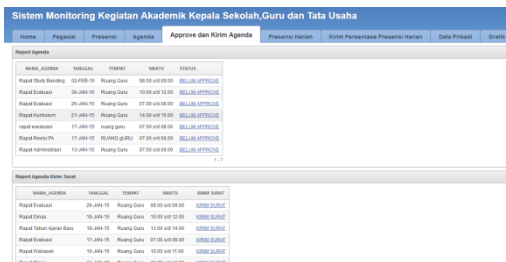 Sistem Monitoring Kegiatan Akademik Kepala Sekolah,Guru dan Tata Usaha
Home Pegawai Presensi Agenda Approve dan Kirim Agenda Presensi Harian Kirim Persentase Presensi Harian Data Pribadi Grafik
Report Agenda
NAMA_AGENDA TANGGAL TEMPAT WAKTU STATUS
Rapat Study Banding 02-FEB-15 Ruang Guru 08.00 s/d 09.00 BELUM APPROVE
Rapat Evaluasi 30-JAN-15 Ruang Guru 10.00 s/d 12.00 BELUM APPROVE
Rapat Evaluasi 26-JAN-15 Ruang Guru 07.00 s/d 08.00 BELUM APPROVE
Rapat Kurikulum 21-JAN-15 Ruang Guru 14.00 s/d 15.00 BELUM APPROVE
rapat evealuasi 17-JAN-15 ruang guru 07.00 s/d 08.00 BELUM APPROVE
Rapat Revisi PA 17-JAN-15 RUANG gURU 07.00 s/d 09.00 BELUM APPROVE
Rapat Administrasi 13-JAN-15 Ruang Guru 07.00 s/d 09.00 BELUM APPROVE
1 - 7
Report Agenda Kirim Surat
NAMA_AGENDA TANGGAL TEMPAT WAKTU KIRIM SURAT
Rapat Evaluasi 28-JAN-15 Ruang Guru 08.00 s/d 09.00 KIRIM SURAT
Rapat Dinas 19-JAN-15 Ruang Guru 10.00 s/d 12.00 KIRIM SURAT
Rapat Tahun Ajaran Baru 18-JAN-15 Ruang Guru 13.00 s/d 14.00 KIRIM SURAT
Rapat Evaluasi 17-JAN-15 Ruang Guru 07.00 s/d 08.00 KIRIM SURAT
Rapat Wakasek 15-JAN-15 Ruang Guru 10.00 s/d 11.00 KIRIM SURAT